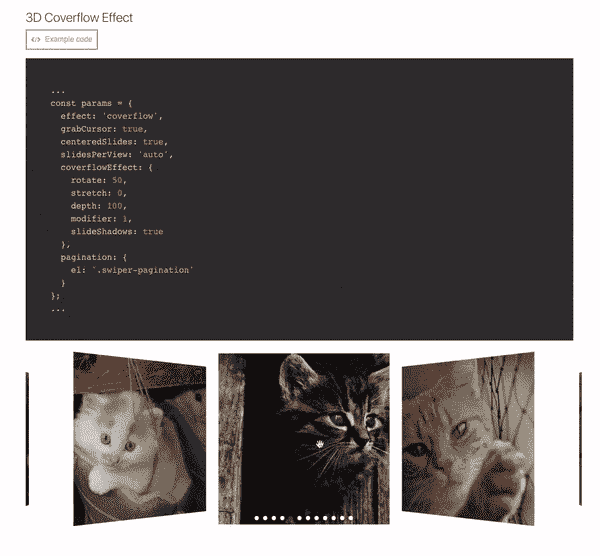 3D Coverflow Effect
</> Example code
...
const params = {
effect: 'coverflow',
grabCursor: true,
centeredSlides: true,
slidesPerView: 'auto',
coverflowEffect: {
rotate: 50,
stretch: 0,
depth: 100,
modifier: 1,
slideShadows: true
},
pagination: {
el: '.swiper-pagination'
}
};
...